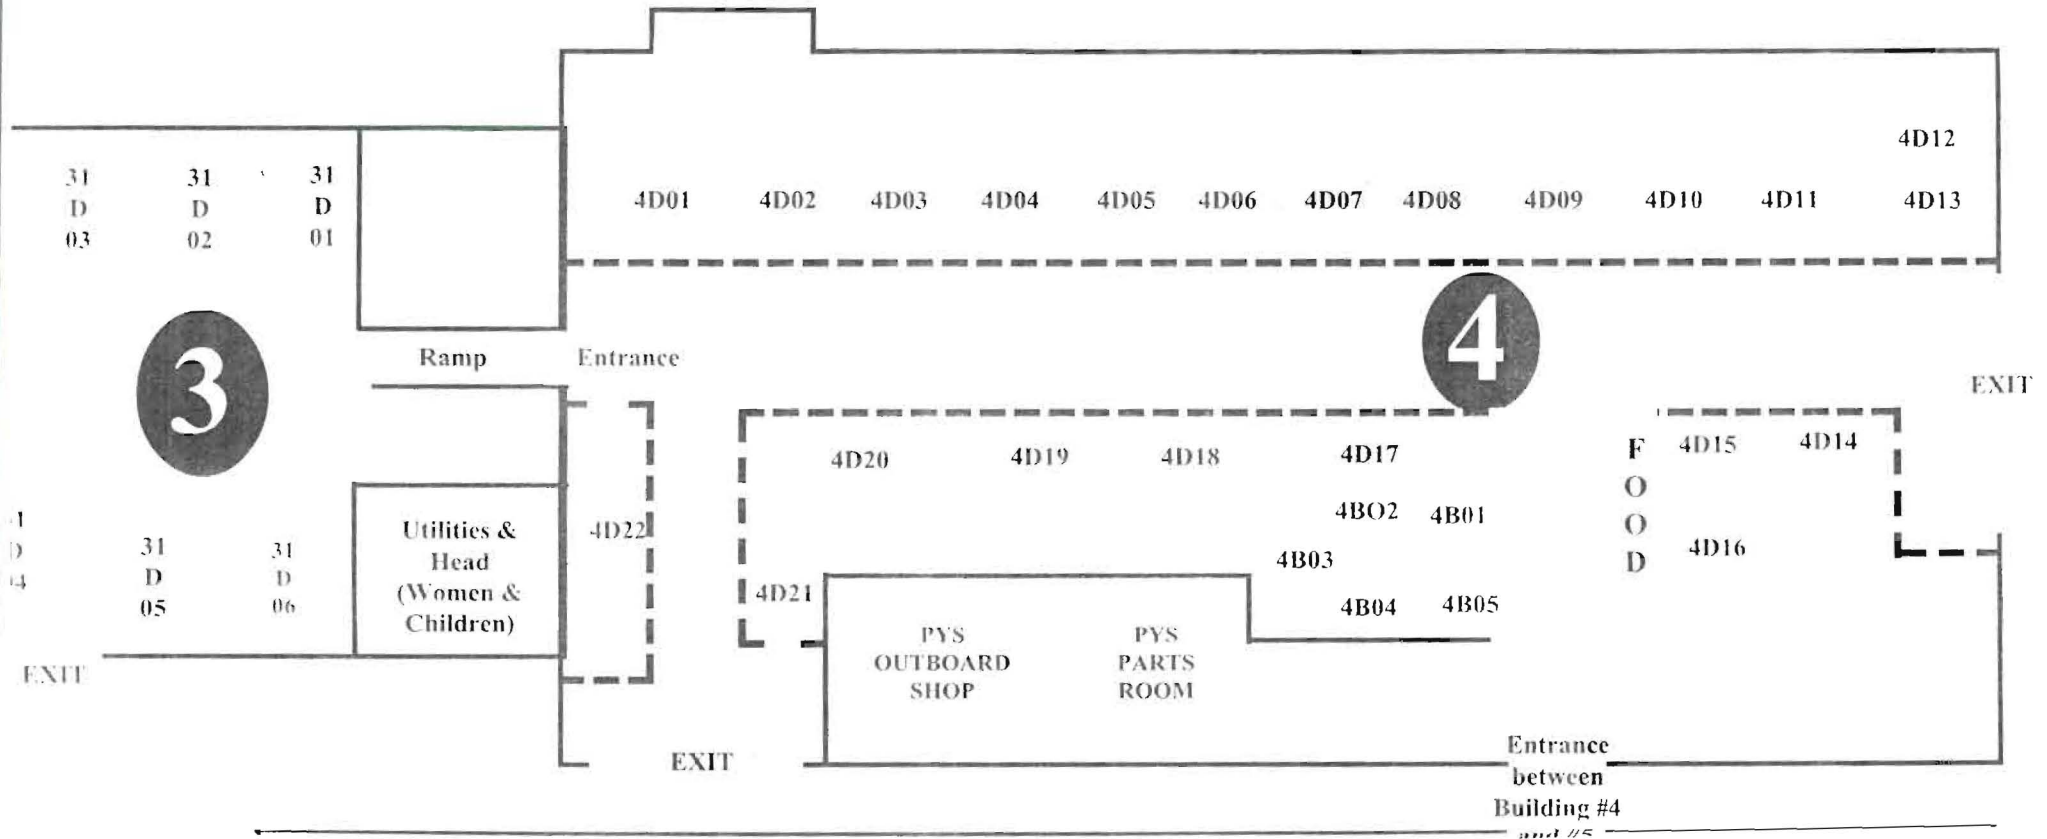 4D12
31 31 31
D D D
03 02 01
4D01 4D02 4D03 4D04 4D05 4D06 4D07 4D08 4D09 4D10 4D11 4D13
3
4
Ramp Entrance
EXIT
4D20 4D19 4D18 4D17
F
O
O
D
4D15 4D14
4BO2 4B01
4D22
4B03
4D16
31 31
D D
05 06
Utilities &
Head
(Women &
Children)
4D21
4B04 4B05
PYS
OUTBOARD
SHOP
PYS
PARTS
ROOM
EXIT
EXIT
Entrance
between
Building #4
and #5